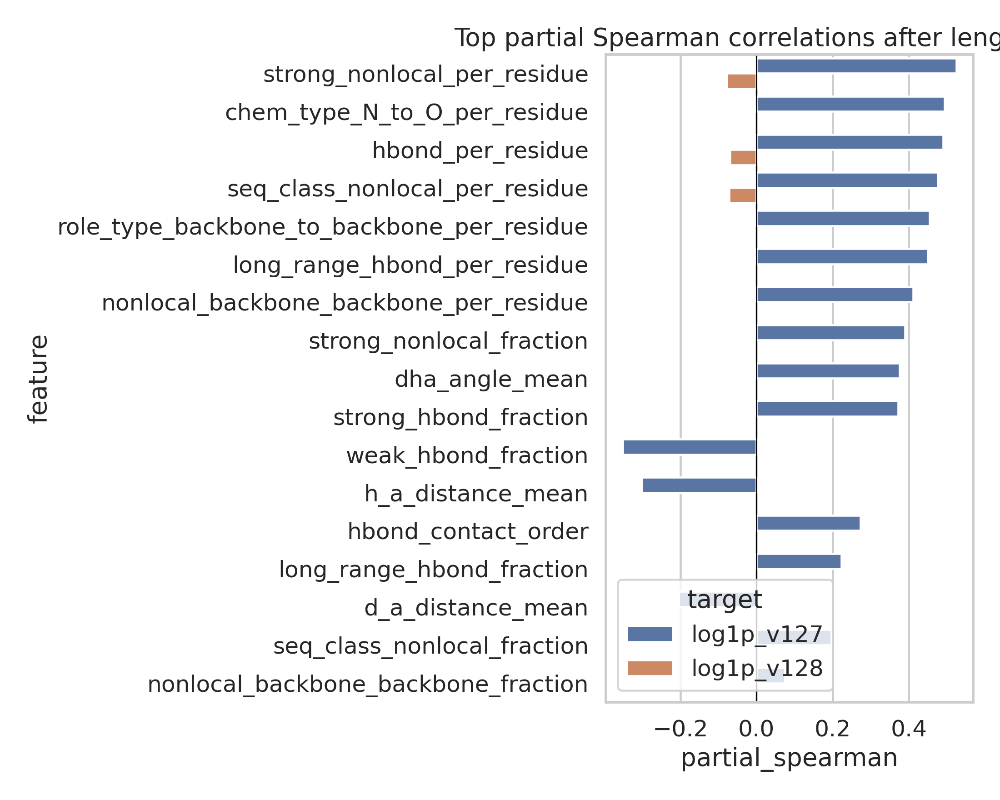 Top partial Spearman correlations after leng
strong_nonlocal_per_residue
chem_type_N_to_O_per_residue
hbond_per_residue
seq_class_nonlocal_per_residue
role_type_backbone_to_backbone_per_residue
long_range_hbond_per_residue
nonlocal_backbone_backbone_per_residue
strong_nonlocal_fraction
dha_angle_mean
strong_hbond_fraction
weak_hbond_fraction
h_a_distance_mean
hbond_contact_order
long_range_hbond_fraction
d_a_distance_mean
seq_class_nonlocal_fraction
nonlocal_backbone_backbone_fraction
feature
target
log1p_v127
log1p_v128
−0.2 0.0 0.2 0.4
partial_spearman